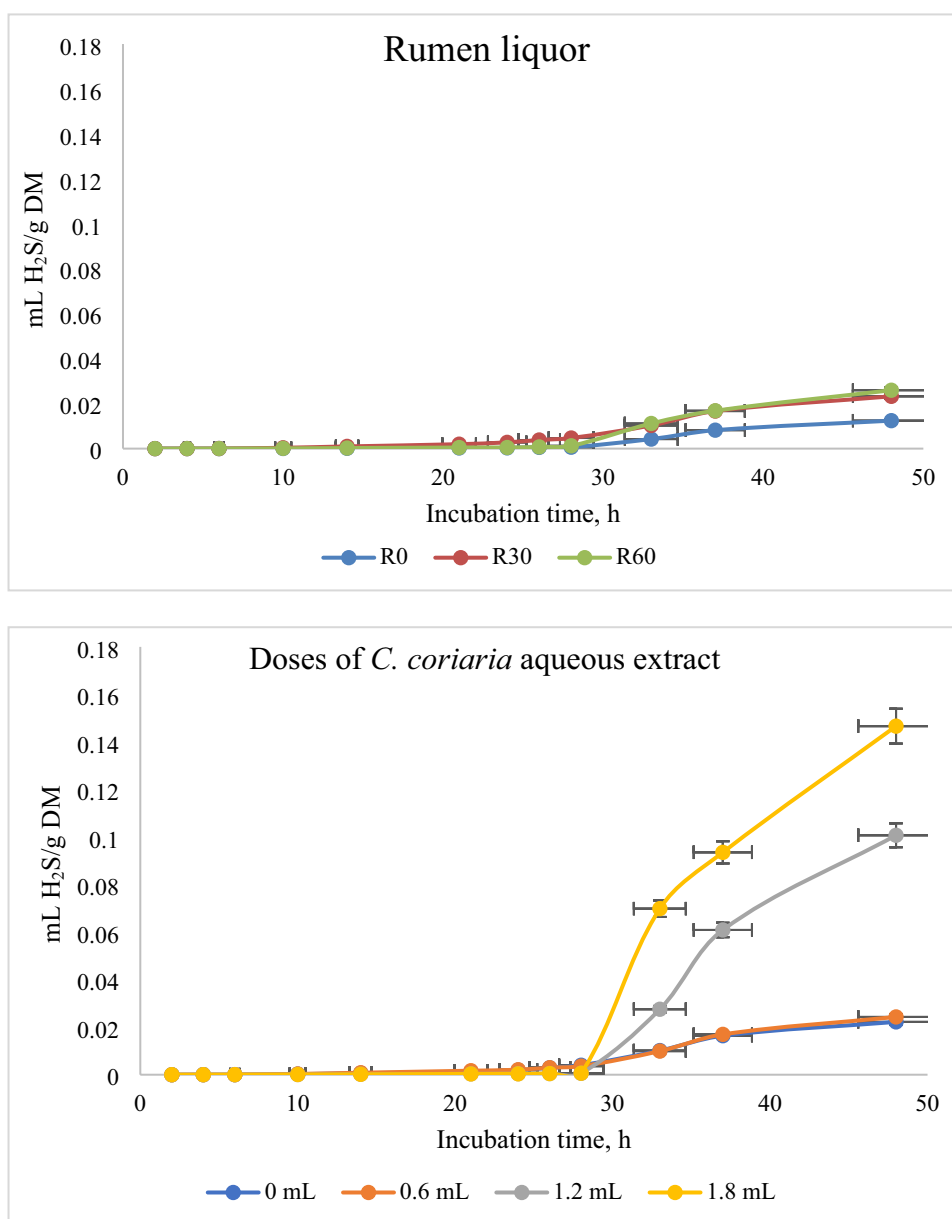 Rumen liquor
0.18
0.16
0.14
0.12
0.1
0.08
0.06
0.04
0.02
0
mL H₂S/g DM
0 10 20 30 40 50
Incubation time, h
R0 R30 R60
Doses of C. coriaria aqueous extract
0.18
0.16
0.14
0.12
0.1
0.08
0.06
0.04
0.02
0
mL H₂S/g DM
0 10 20 30 40 50
Incubation time, h
0 mL 0.6 mL 1.2 mL 1.8 mL